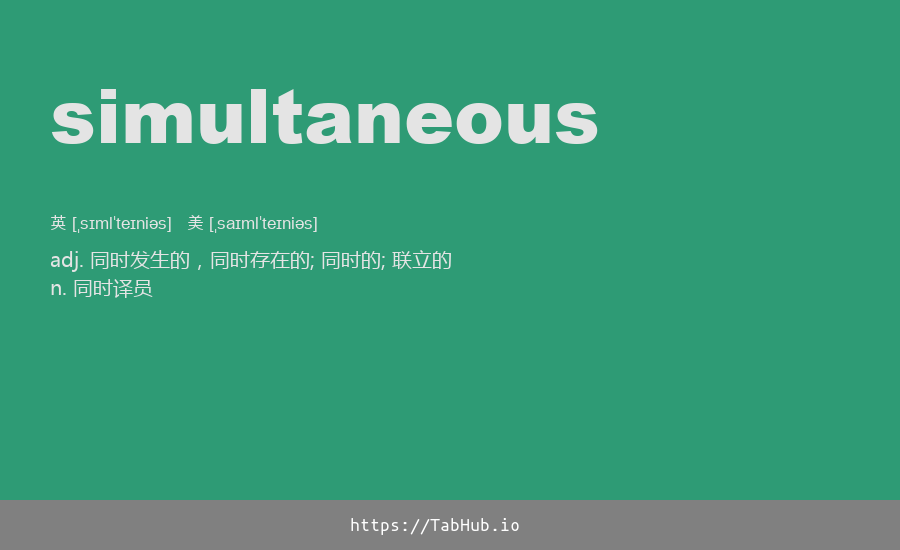 simultaneous
英 [ˌsɪmlˈteɪniəs] 美 [ˌsaɪmlˈteɪniəs]
adj. 同时发生的，同时存在的; 同时的; 联立的
n. 同时译员
https://TabHub.io